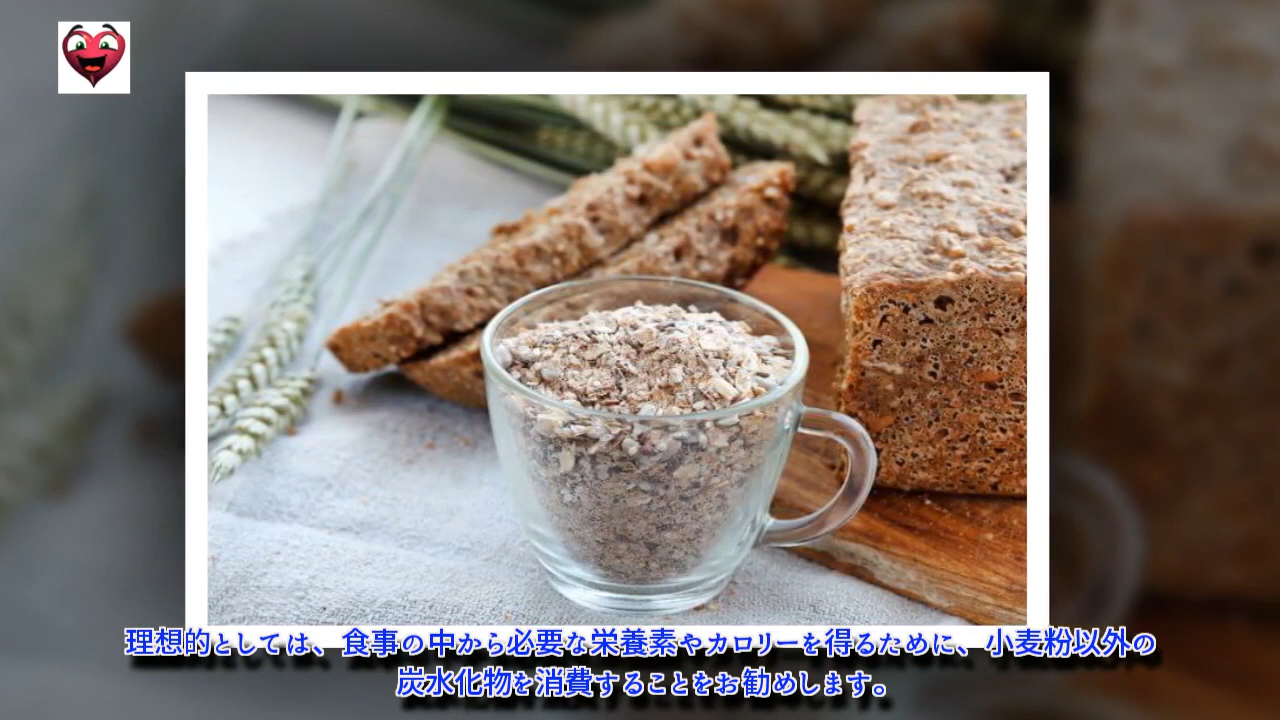 理想的としては、食事の中から必要な栄養素やカロリーを得るために、小麦粉以外の
炭水化物を消費することをお勧めします。